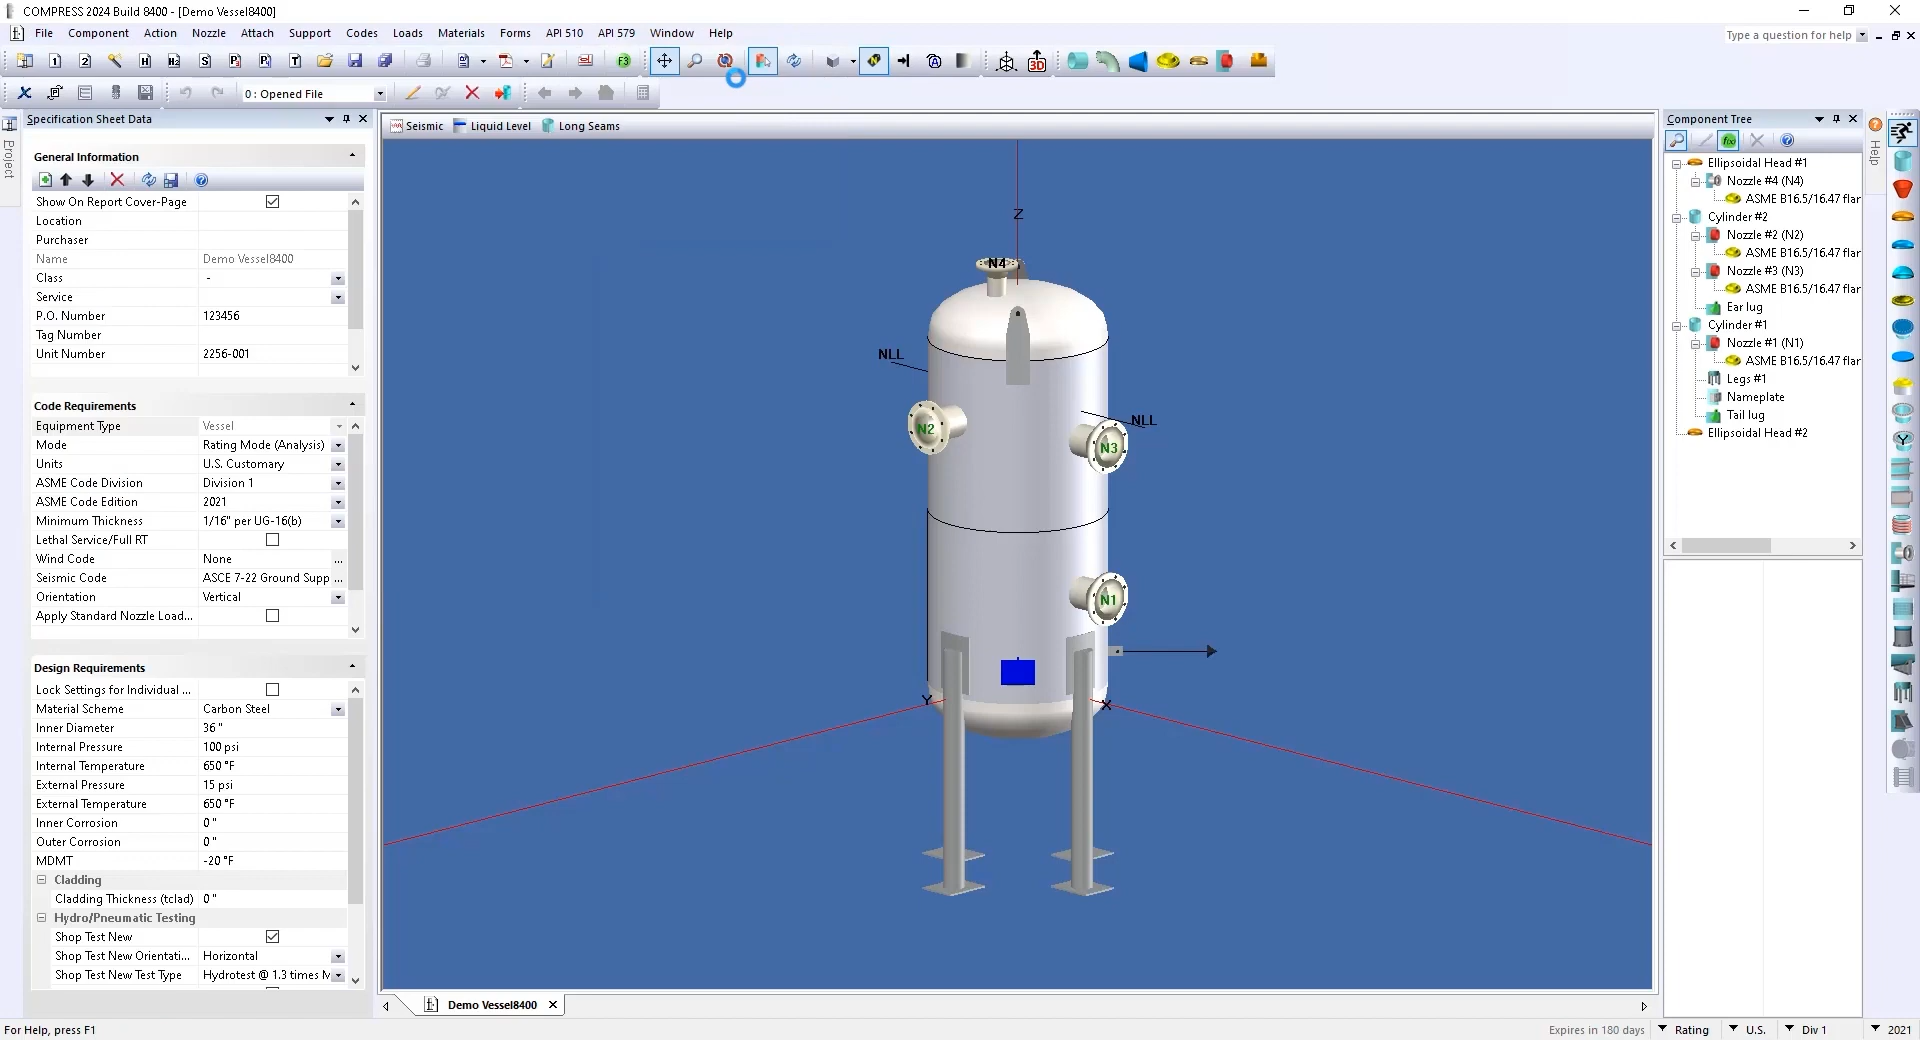 COMPRESS 2024 Build 8400 - [Demo Vessel8400]
File Component Action Nozzle Attach Support Codes Loads Materials Forms API 510 API 579 Window Help
Type a question for help
1 2 H H2 S T F3 3D
0 : Opened File
Project
Specification Sheet Data
General Information
Show On Report Cover-Page
Location
Purchaser
Name Demo Vessel8400
Class -
Service
P.O. Number 123456
Tag Number
Unit Number 2256-001
Code Requirements
Equipment Type Vessel
Mode Rating Mode (Analysis)
Units U.S. Customary
ASME Code Division Division 1
ASME Code Edition 2021
Minimum Thickness 1/16" per UG-16(b)
Lethal Service/Full RT
Wind Code None ...
Seismic Code ASCE 7-22 Ground Supp ...
Orientation Vertical
Apply Standard Nozzle Load...
Design Requirements
Lock Settings for Individual ...
Material Scheme Carbon Steel
Inner Diameter 36 "
Internal Pressure 100 psi
Internal Temperature 650 °F
External Pressure 15 psi
External Temperature 650 °F
Inner Corrosion 0 "
Outer Corrosion 0 "
MDMT -20 °F
Cladding
Cladding Thickness (tclad) 0 "
Hydro/Pneumatic Testing
Shop Test New
Shop Test New Orientati... Horizontal
Shop Test New Test Type Hydrotest @ 1.3 times M
Seismic Liquid Level Long Seams
Z
N4
NLL
N2
NLL
N3
N1
Y
X
Demo Vessel8400
Component Tree
f(x)
Help
Ellipsoidal Head #1
Nozzle #4 (N4)
ASME B16.5/16.47 flar
Cylinder #2
Nozzle #2 (N2)
ASME B16.5/16.47 flar
Nozzle #3 (N3)
ASME B16.5/16.47 flar
Ear lug
Cylinder #1
Nozzle #1 (N1)
ASME B16.5/16.47 flar
Legs #1
Nameplate
Tail lug
Ellipsoidal Head #2
For Help, press F1
Expires in 180 days Rating U.S. Div 1 2021